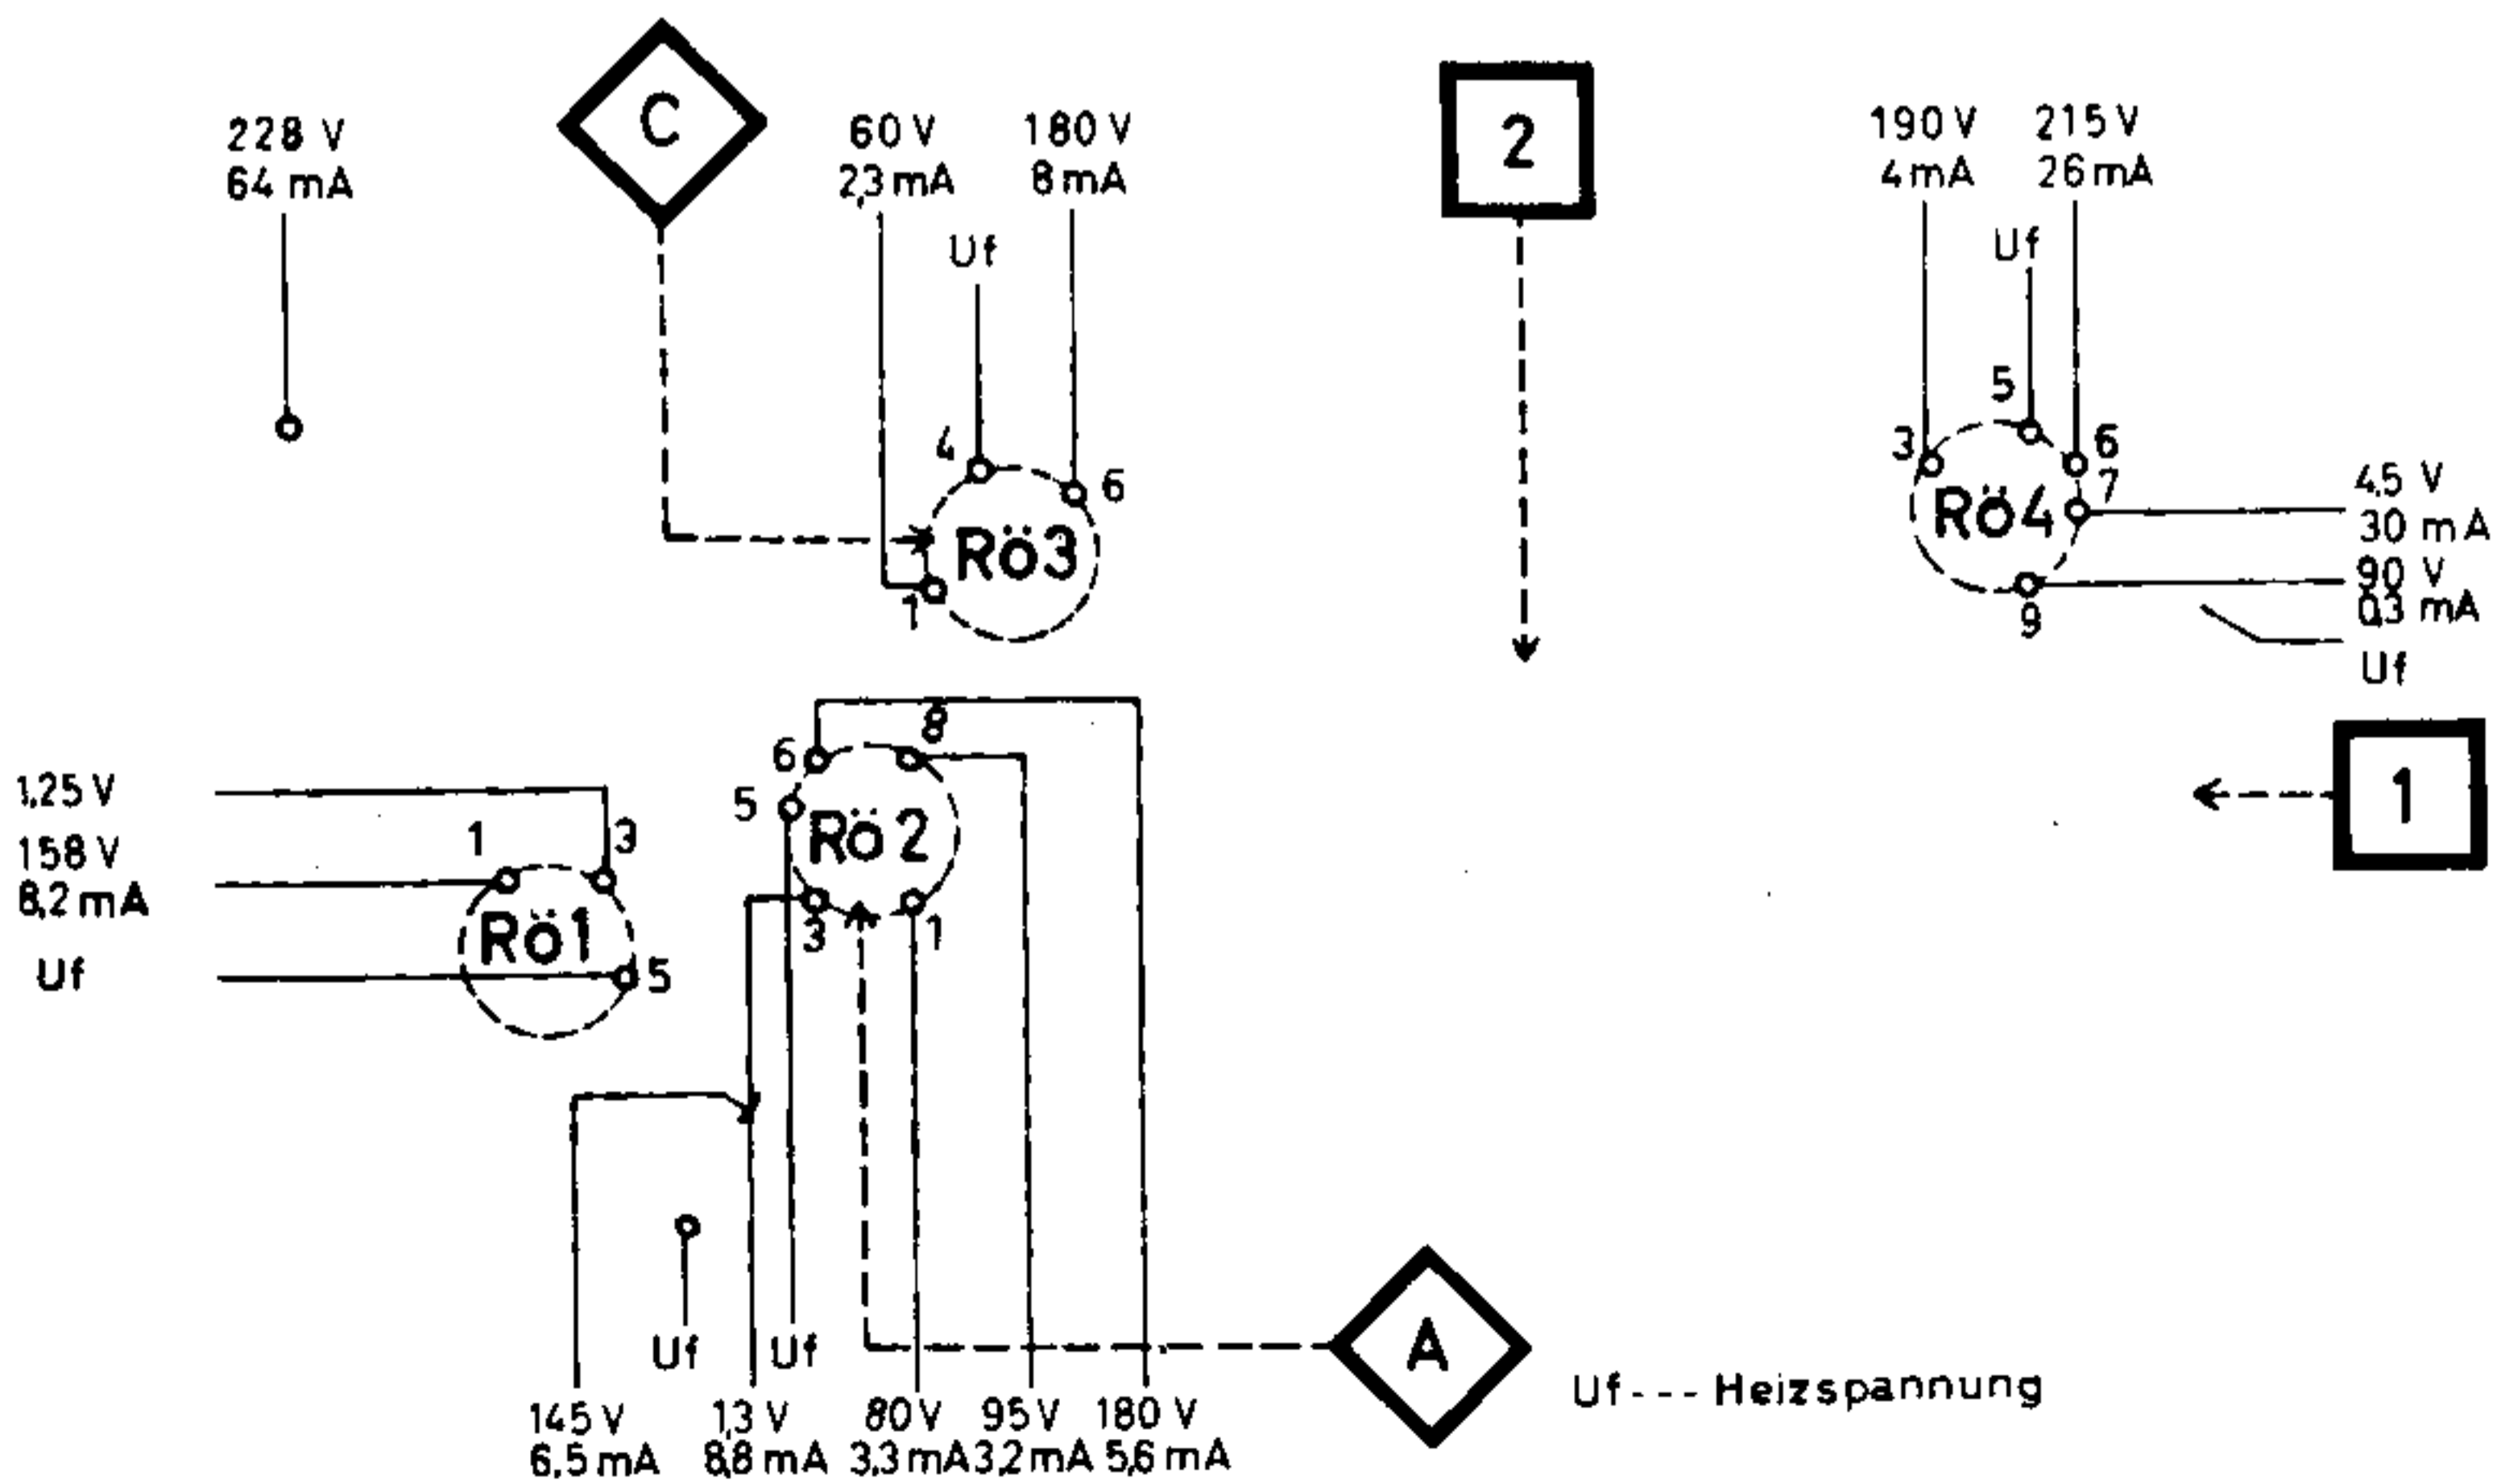 228 V
64 mA
C
60 V
2,3 mA
180 V
8 mA
Uf
2
190 V
4 mA
215 V
26 mA
Uf
4
6
Rö3
1
5
3
6
7
Rö4
9
4,5 V
30 mA
90 V
0,3 mA
Uf
1
1,25 V
158 V
8,2 mA
Uf
1
3
Rö1
5
6
8
5
Rö2
3
1
Uf
Uf
145 V
6,5 mA
1,3 V
8,8 mA
80 V
3,3 mA
95 V
3,2 mA
180 V
5,6 mA
A
Uf --- Heizspannung